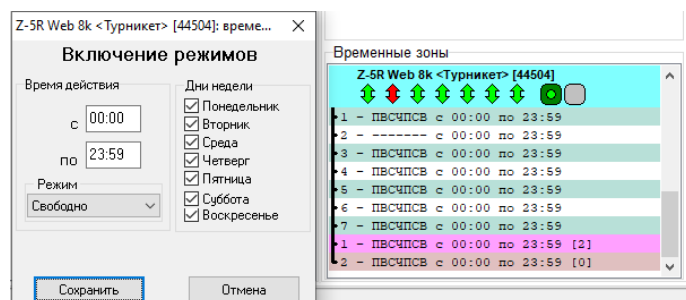 Z-5R Web 8k <Турникет> [44504]: време...
Включение режимов
Время действия
с 00:00
по 23:59
Режим
Свободно
Дни недели
Понедельник
Вторник
Среда
Четверг
Пятница
Суббота
Воскресенье
Сохранить
Отмена
Временные зоны
Z-5R Web 8k <Турникет> [44504]
1 - ПВСЧПСВ с 00:00 по 23:59
2 - ------- с 00:00 по 23:59
3 - ПВСЧПСВ с 00:00 по 23:59
4 - ПВСЧПСВ с 00:00 по 23:59
5 - ПВСЧПСВ с 00:00 по 23:59
6 - ПВСЧПСВ с 00:00 по 23:59
7 - ПВСЧПСВ с 00:00 по 23:59
1 - ПВСЧПСВ с 00:00 по 23:59 [2]
2 - ПВСЧПСВ с 00:00 по 23:59 [0]